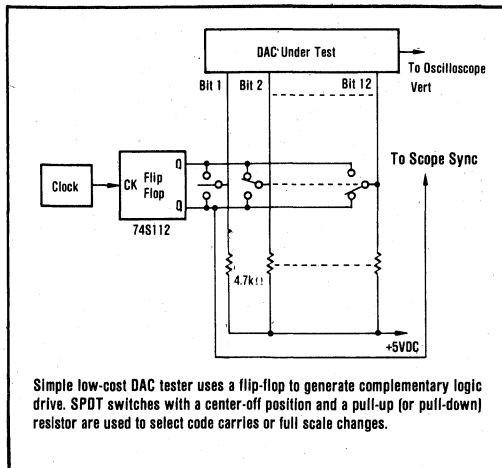 DAC Under Test
To Oscilloscope
Vert
Bit 1
Bit 2
Bit 12
To Scope Sync
Clock
CK Flip
Flop
Q
Q
74S112
4.7kΩ
+5VDC
Simple low-cost DAC tester uses a flip-flop to generate complementary logic
drive. SPDT switches with a center-off position and a pull-up (or pull-down)
resistor are used to select code carries or full scale changes.